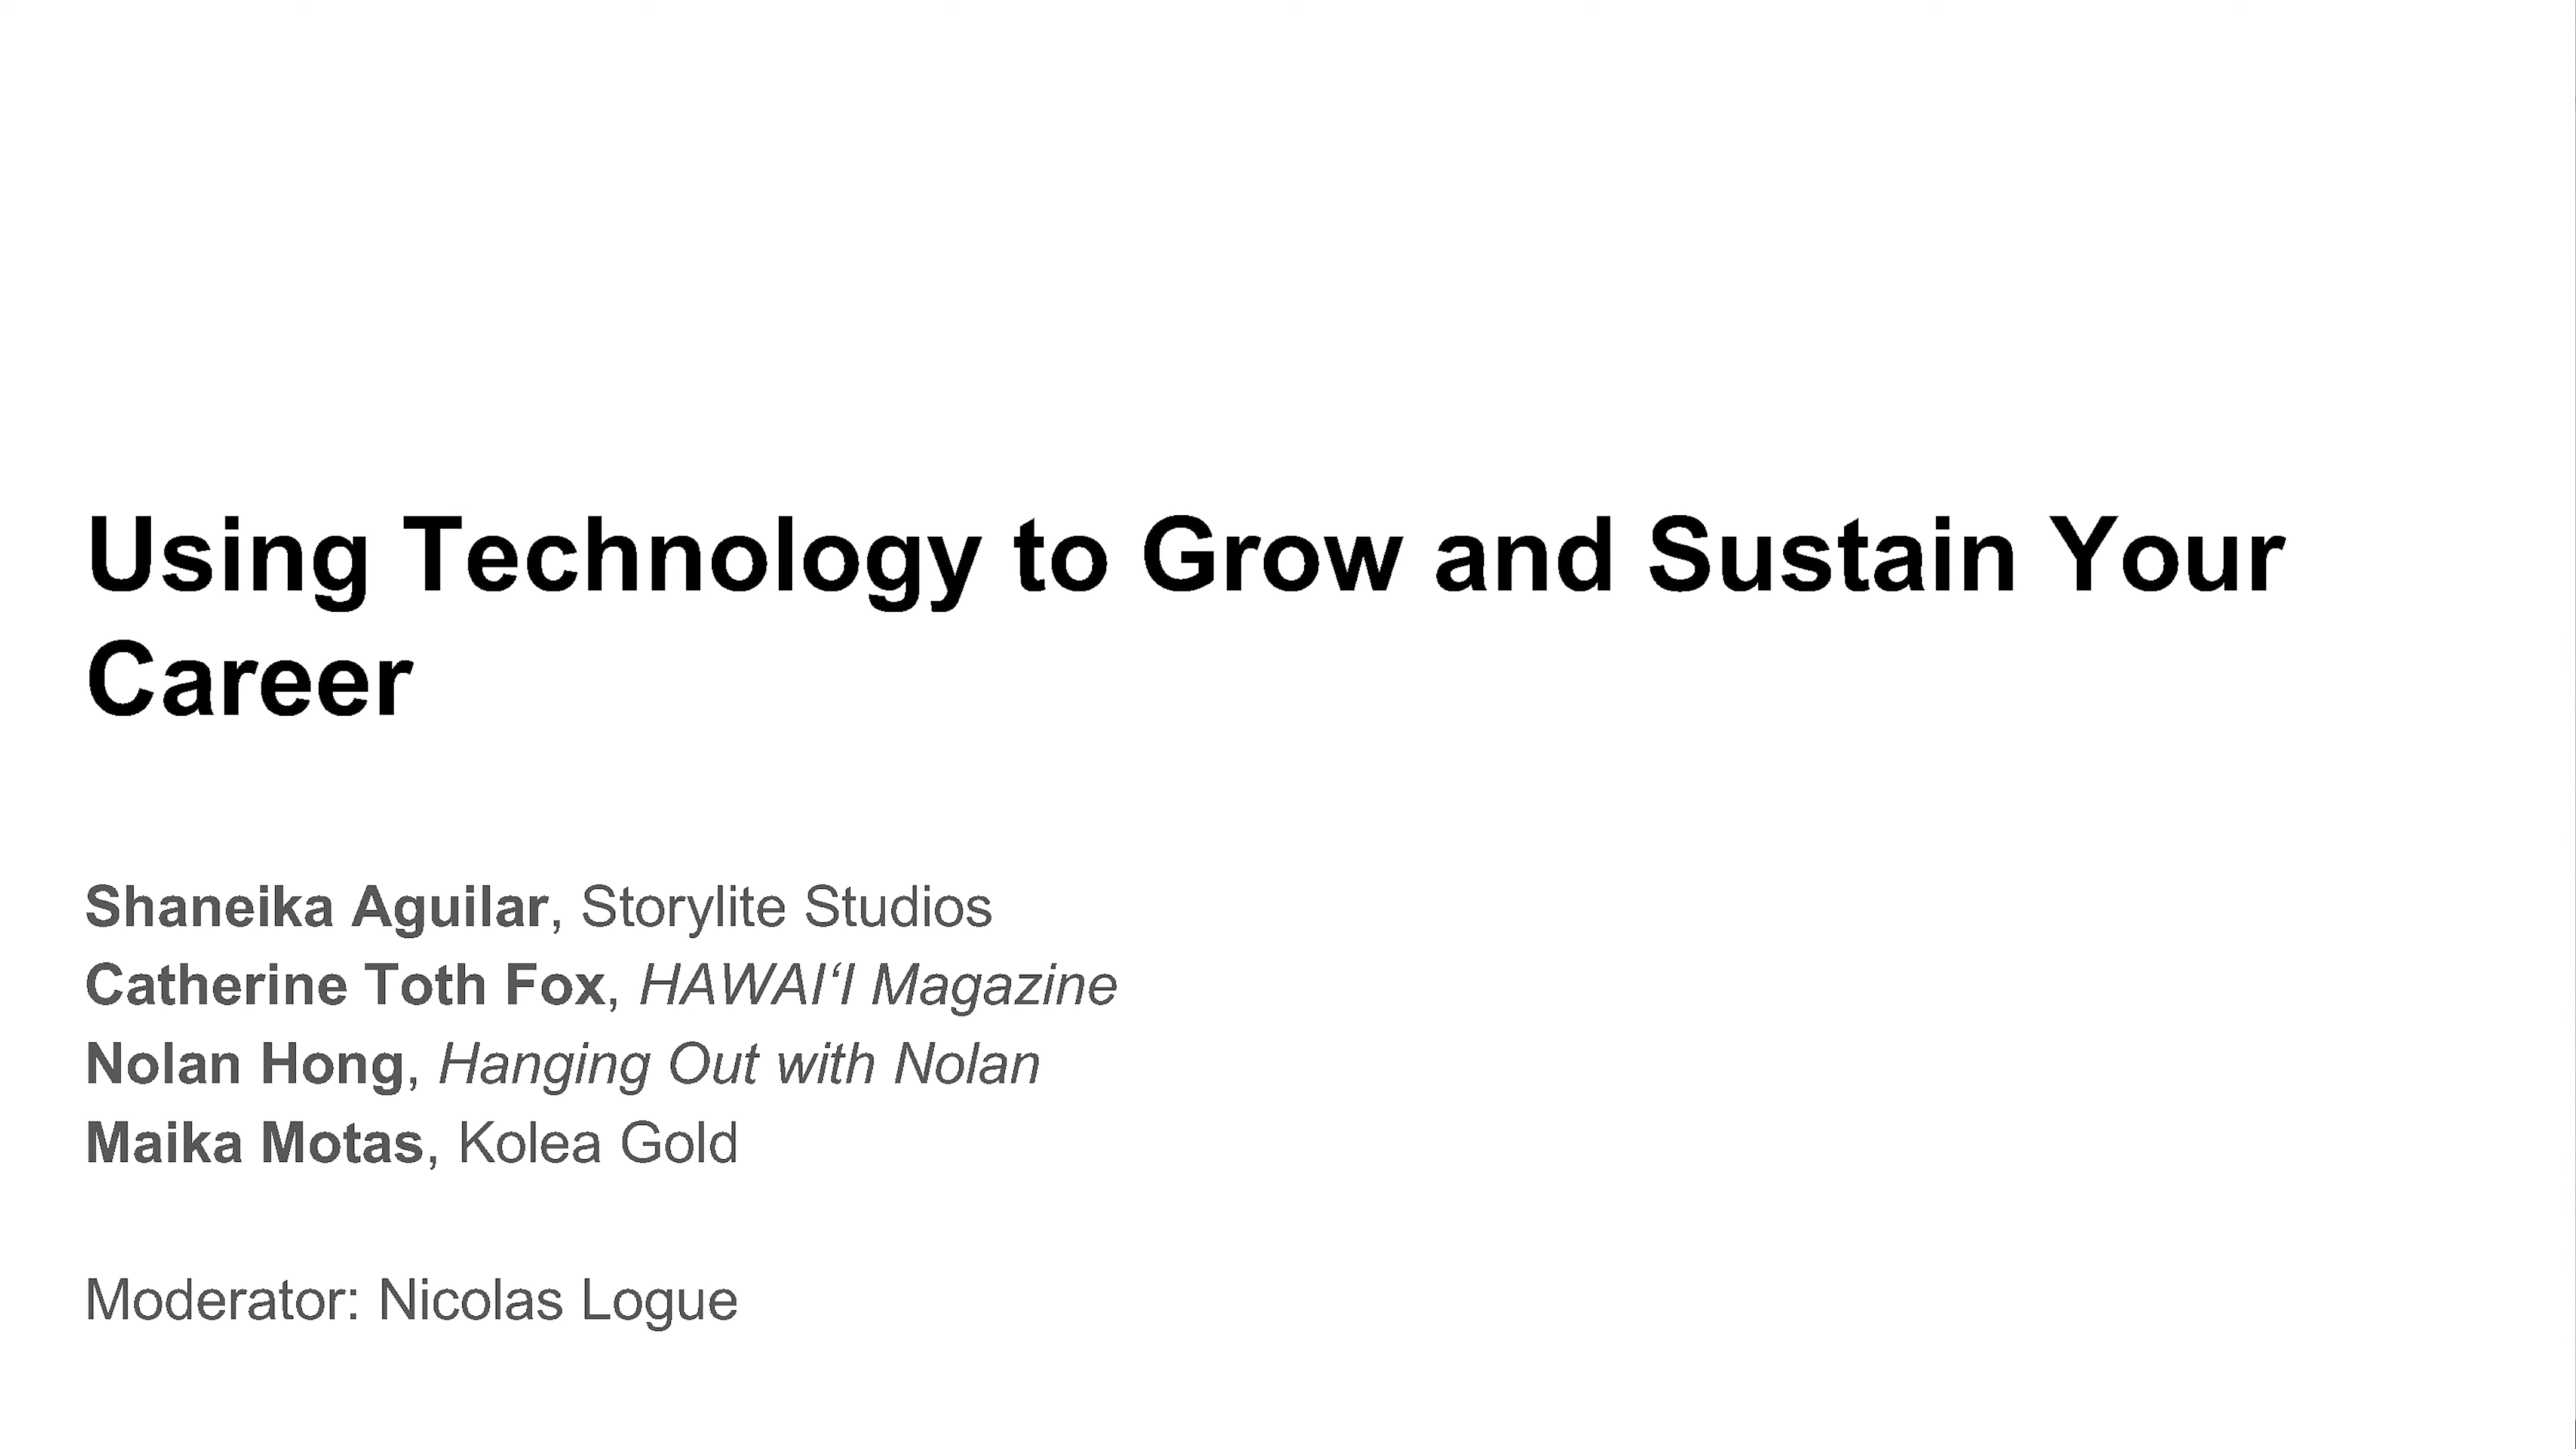 Using Technology to Grow and Sustain Your
Career
Shaneika Aguilar, Storylite Studios
Catherine Toth Fox, HAWAI‘I Magazine
Nolan Hong, Hanging Out with Nolan
Maika Motas, Kolea Gold
Moderator: Nicolas Logue